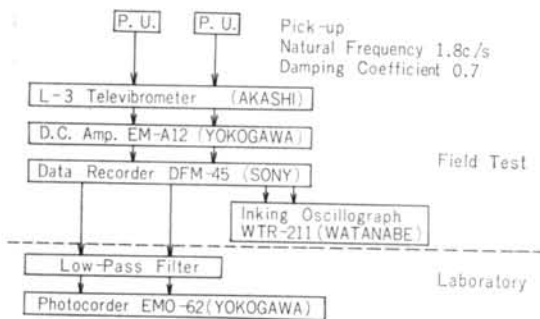 P. U. P. U.
Pick-up
Natural Frequency 1.8c/s
Damping Coefficient 0.7
L-3 Televibrometer (AKASHI)
D.C. Amp. EM-A12 (YOKOGAWA)
Data Recorder DFM-45 (SONY)
Field Test
Inking Oscillograph
WTR-211(WATANABE)
Low-Pass Filter
Laboratory
Photocorder EMO-62(YOKOGAWA)